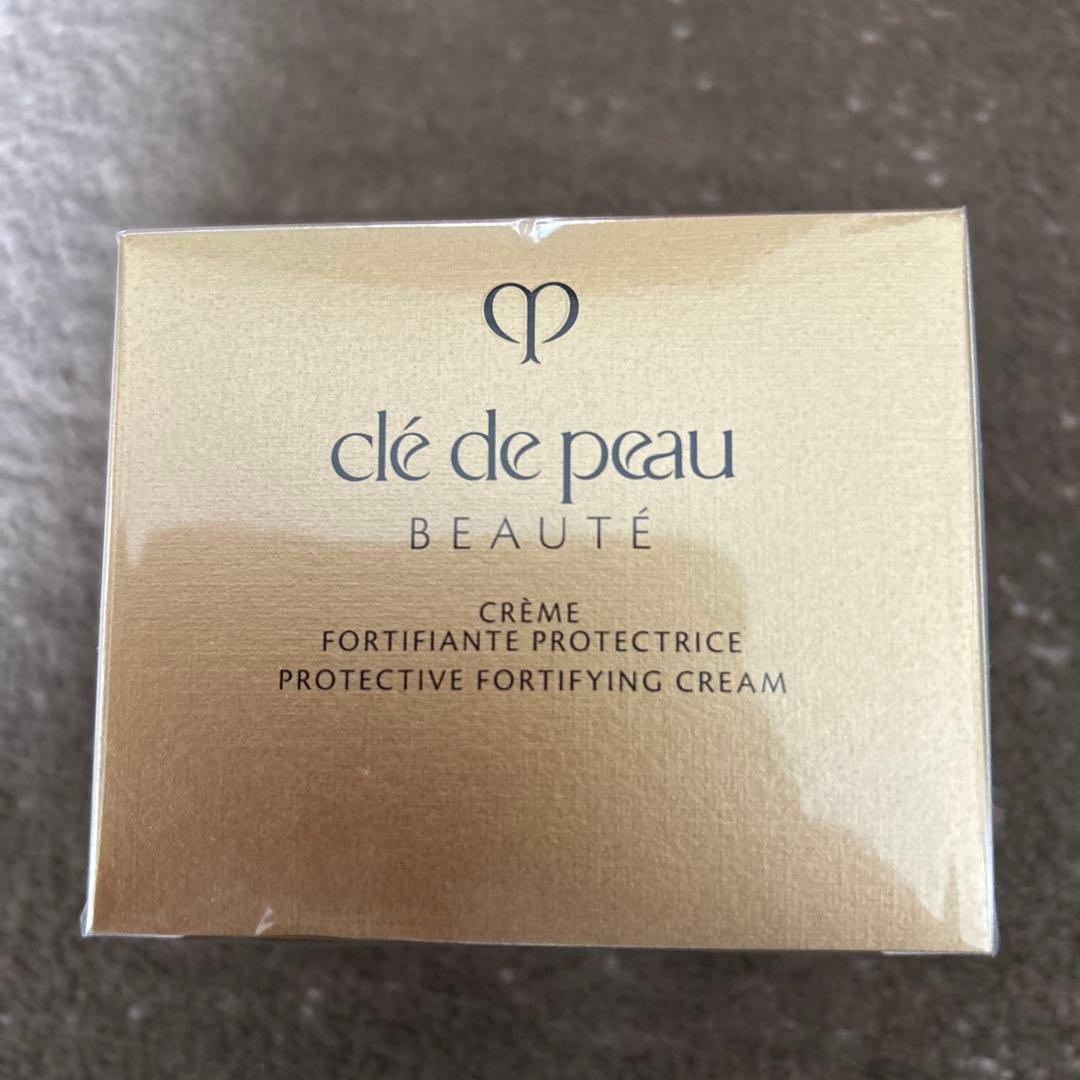 clé de peau
BEAUTÉ
CRÈME
FORTIFIANTE PROTECTRICE
PROTECTIVE FORTIFYING CREAM